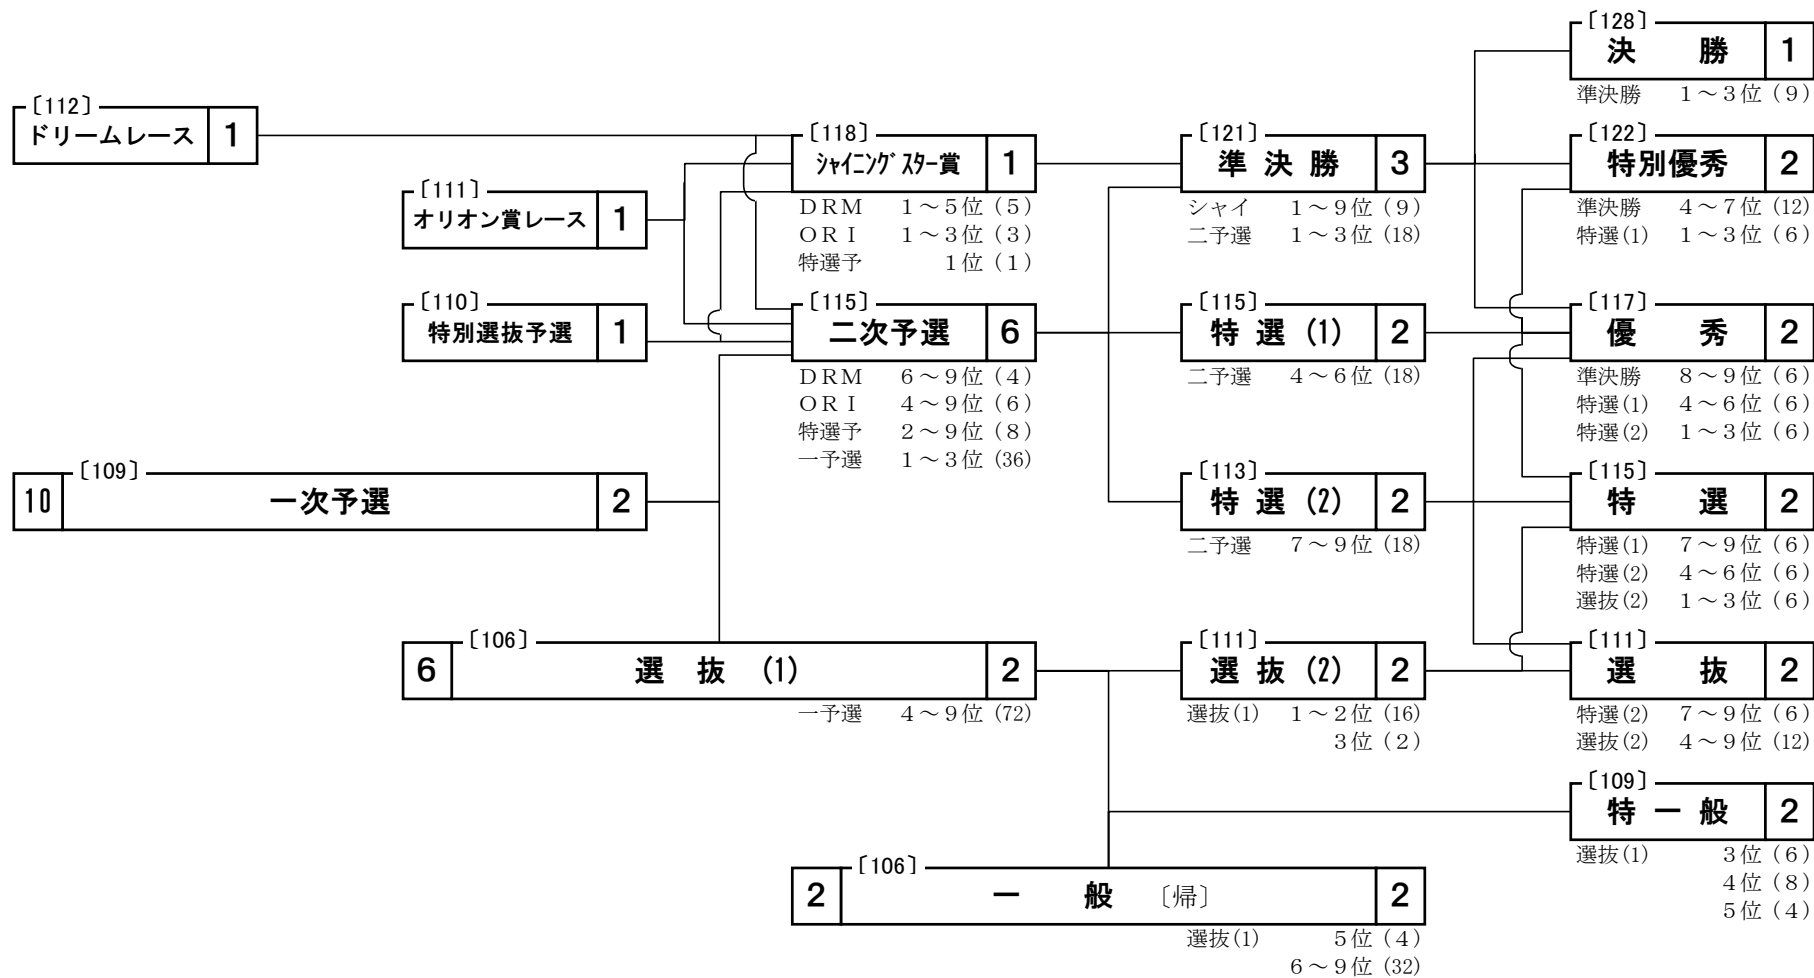 〔112〕
ドリームレース 1
〔111〕
オリオン賞レース 1
〔110〕
特別選抜予選 1
〔109〕
10 一次予選 2
〔106〕
6 選 抜 (1) 2
一予選 4～9位 (72)
〔118〕
ｼｬｲﾆﾝｸﾞｽﾀｰ賞 1
ＤＲＭ 1～5位 (5)
ＯＲＩ 1～3位 (3)
特選予 1位 (1)
〔115〕
二次予選 6
ＤＲＭ 6～9位 (4)
ＯＲＩ 4～9位 (6)
特選予 2～9位 (8)
一予選 1～3位 (36)
〔106〕
2 一 般 〔帰〕 2
選抜(1) 5位 (4)
6～9位 (32)
〔121〕
準 決 勝 3
シャイ 1～9位 (9)
二予選 1～3位 (18)
〔115〕
特 選 (1) 2
二予選 4～6位 (18)
〔113〕
特 選 (2) 2
二予選 7～9位 (18)
〔111〕
選 抜 (2) 2
選抜(1) 1～2位 (16)
3位 (2)
〔128〕
決 勝 1
準決勝 1～3位 (9)
〔122〕
特別優秀 2
準決勝 4～7位 (12)
特選(1) 1～3位 (6)
〔117〕
優 秀 2
準決勝 8～9位 (6)
特選(1) 4～6位 (6)
特選(2) 1～3位 (6)
〔115〕
特 選 2
特選(1) 7～9位 (6)
特選(2) 4～6位 (6)
選抜(2) 1～3位 (6)
〔111〕
選 抜 2
特選(2) 7～9位 (6)
選抜(2) 4～9位 (12)
〔109〕
特 一 般 2
選抜(1) 3位 (6)
4位 (8)
5位 (4)